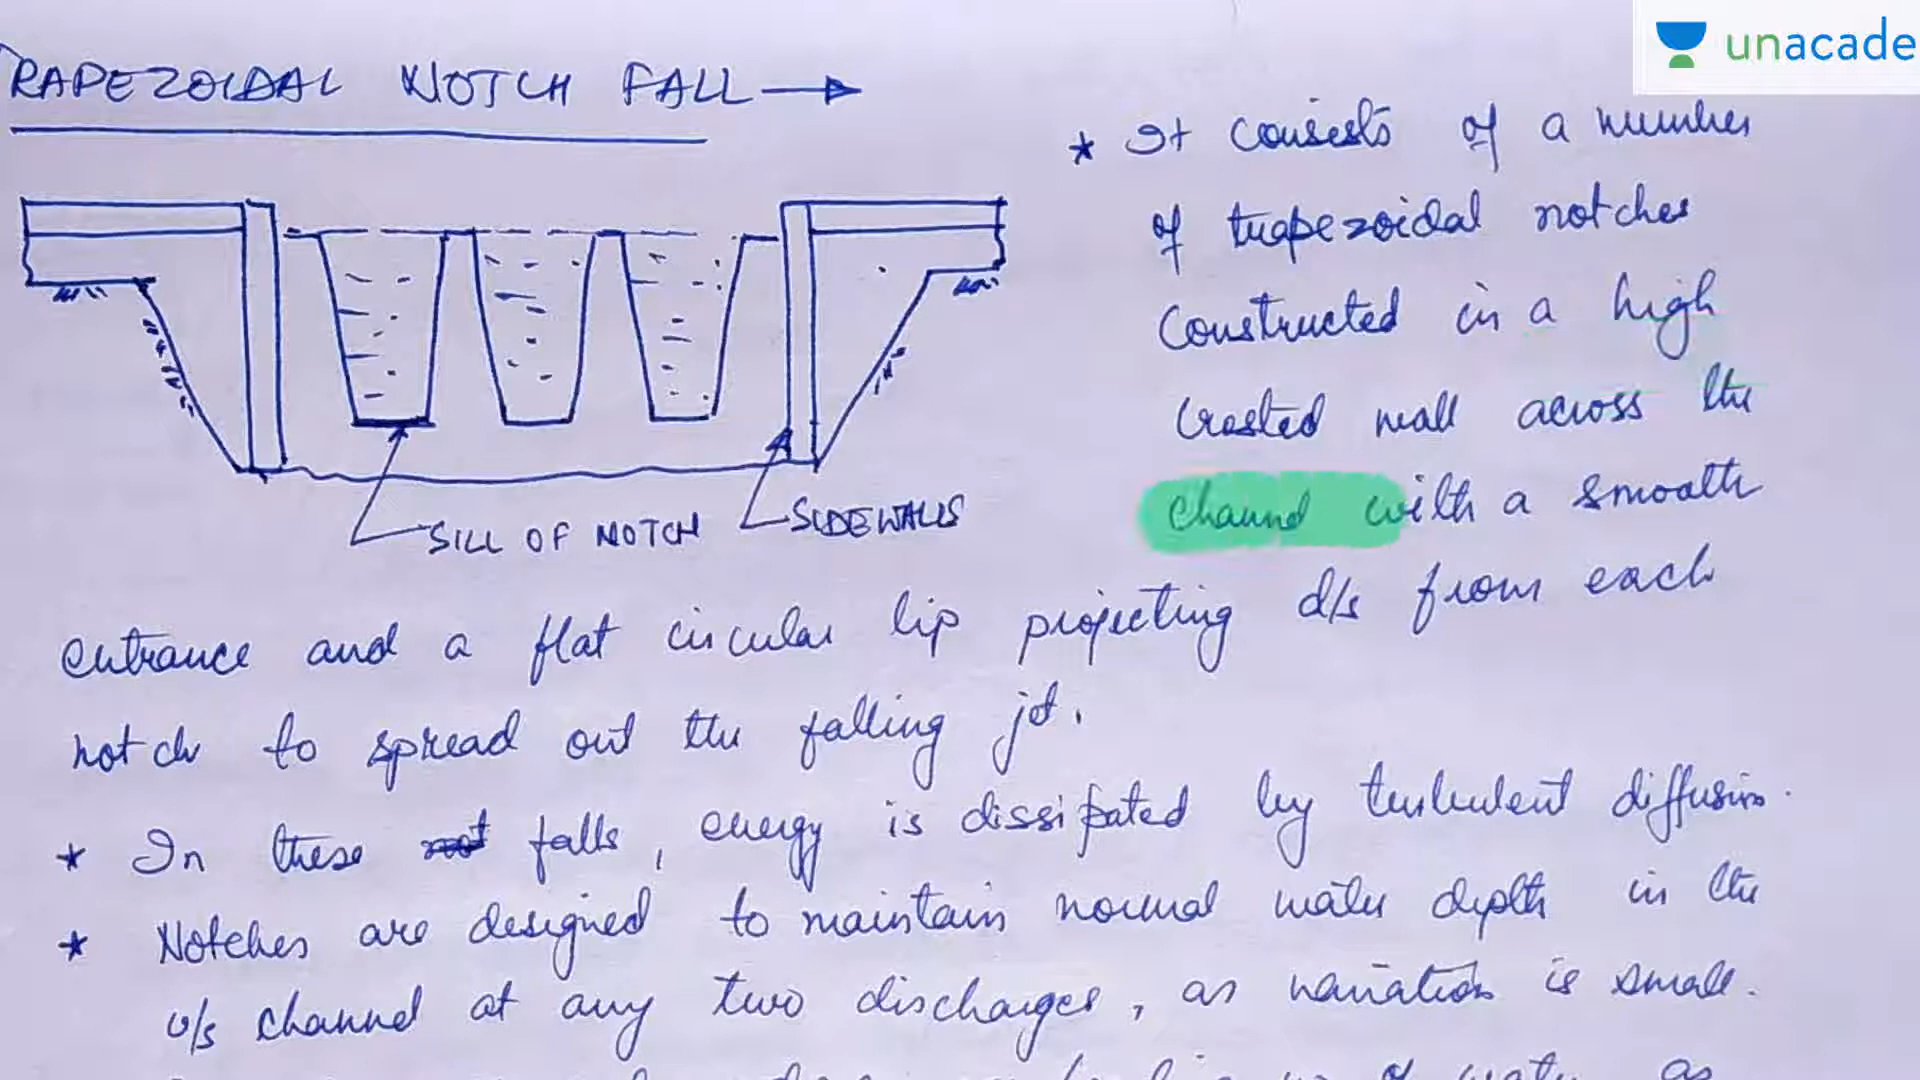 RAPEZOIDAL NOTCH FALL
unacade
* It consists of a number
of trapezoidal notches
constructed in a high
crested wall across the
channel with a smooth
SILL OF NOTCH
SIDEWALLS
entrance and a flat circular lip projecting d/s from each
notch to spread out the falling jet.
* In these falls, energy is dissipated by turbulent diffusion.
* Notches are designed to maintain normal water depth in the
u/s channel at any two discharges, as variation is small.
of water as